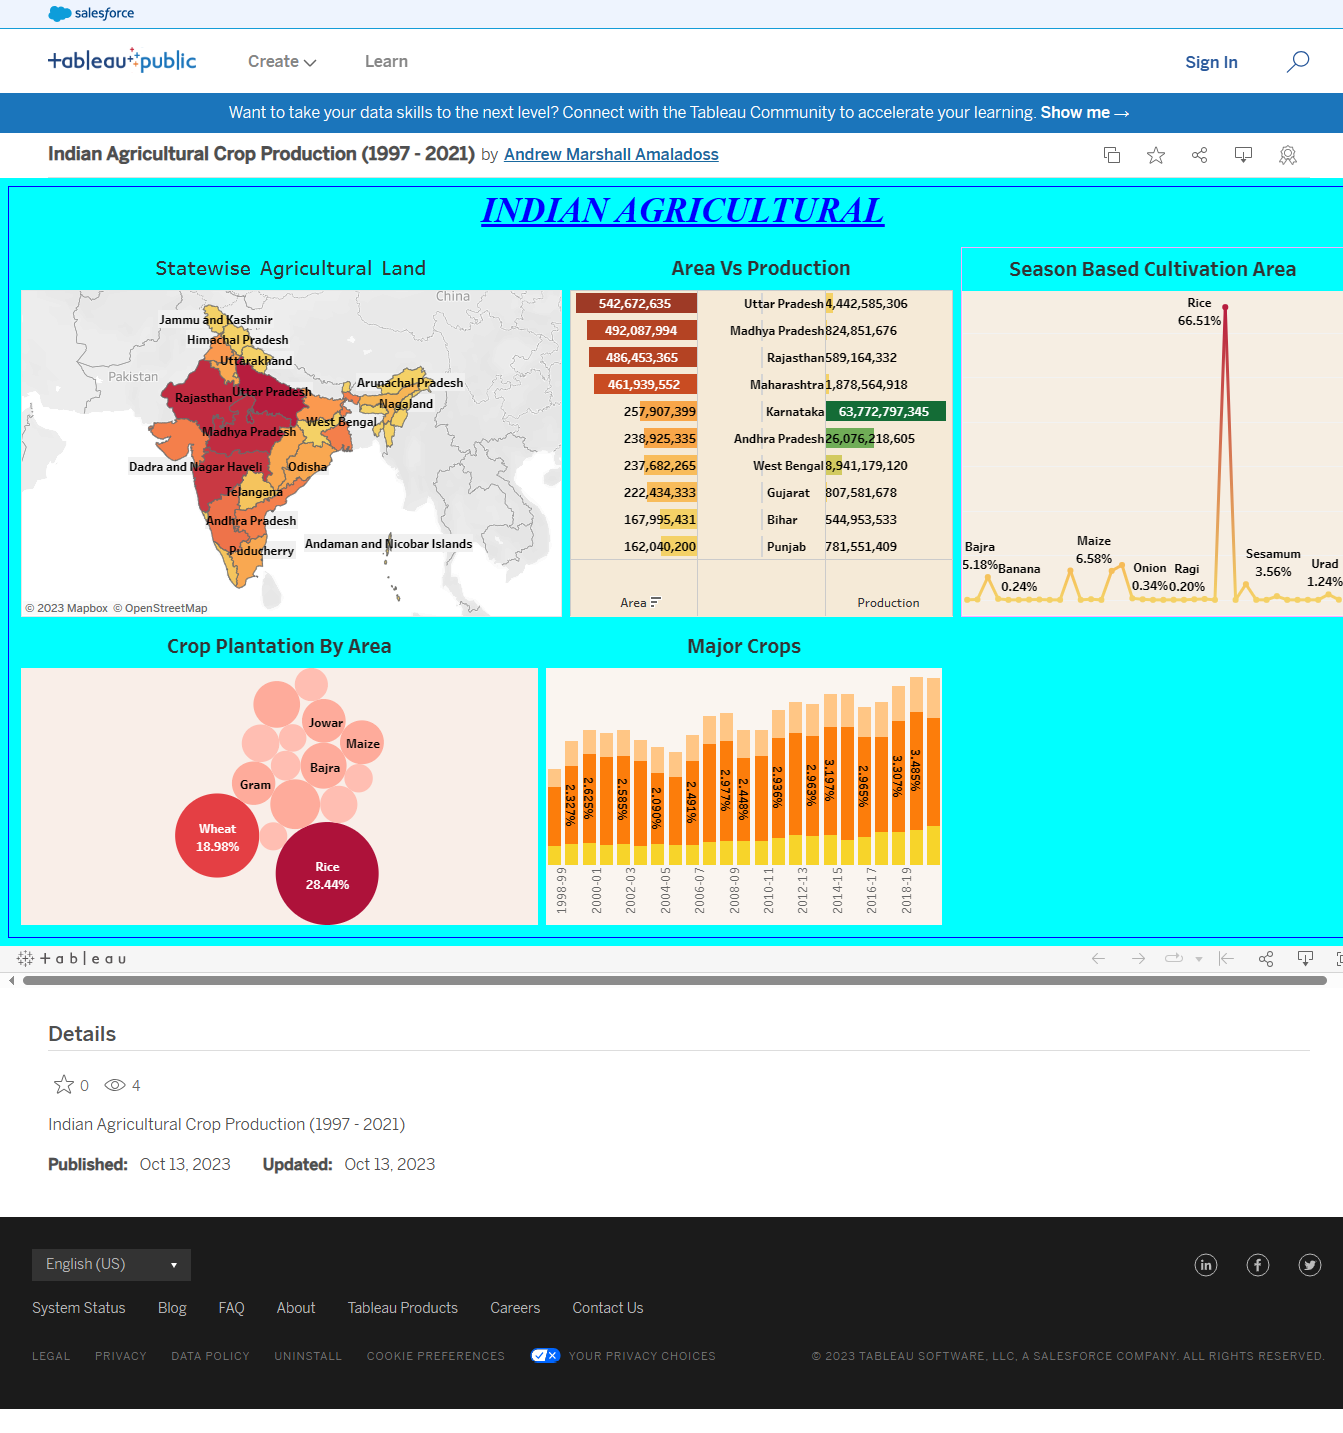 salesforce
tableau public
Create
Learn
Sign In
Want to take your data skills to the next level? Connect with the Tableau Community to accelerate your learning. Show me →
Indian Agricultural Crop Production (1997 - 2021) by Andrew Marshall Amaladoss
INDIAN AGRICULTURAL
Statewise Agricultural Land
China
Jammu and Kashmir
Himachal Pradesh
Uttarakhand
Pakistan
Arunachal Pradesh
Rajasthan
Uttar Pradesh
Nagaland
West Bengal
Madhya Pradesh
Dadra and Nagar Haveli
Odisha
Telangana
Andhra Pradesh
Puducherry
Andaman and Nicobar Islands
© 2023 Mapbox © OpenStreetMap
Area Vs Production
542,672,635 Uttar Pradesh 4,442,585,306
492,087,994 Madhya Pradesh 824,851,676
486,453,365 Rajasthan 589,164,332
461,939,552 Maharashtra 1,878,564,918
257,907,399 Karnataka 63,772,797,345
238,925,335 Andhra Pradesh 26,076,218,605
237,682,265 West Bengal 8,941,179,120
222,434,333 Gujarat 807,581,678
167,995,431 Bihar 544,953,533
162,040,200 Punjab 781,551,409
Area
Production
Season Based Cultivation Area
Rice
66.51%
Bajra
5.18%
Banana
0.24%
Maize
6.58%
Onion
0.34%
Ragi
0.20%
Sesamum
3.56%
Urad
1.24%
Crop Plantation By Area
Jowar
Maize
Bajra
Gram
Wheat
18.98%
Rice
28.44%
Major Crops
2.327%
2.625%
2.585%
2.090%
2.491%
2.977%
2.448%
2.936%
2.963%
3.197%
2.965%
3.307%
3.485%
1998-99
2000-01
2002-03
2004-05
2006-07
2008-09
2010-11
2012-13
2014-15
2016-17
2018-19
tableau
Details
0
4
Indian Agricultural Crop Production (1997 - 2021)
Published: Oct 13, 2023 Updated: Oct 13, 2023
English (US)
System Status Blog FAQ About Tableau Products Careers Contact Us
LEGAL PRIVACY DATA POLICY UNINSTALL COOKIE PREFERENCES YOUR PRIVACY CHOICES
© 2023 TABLEAU SOFTWARE, LLC, A SALESFORCE COMPANY. ALL RIGHTS RESERVED.